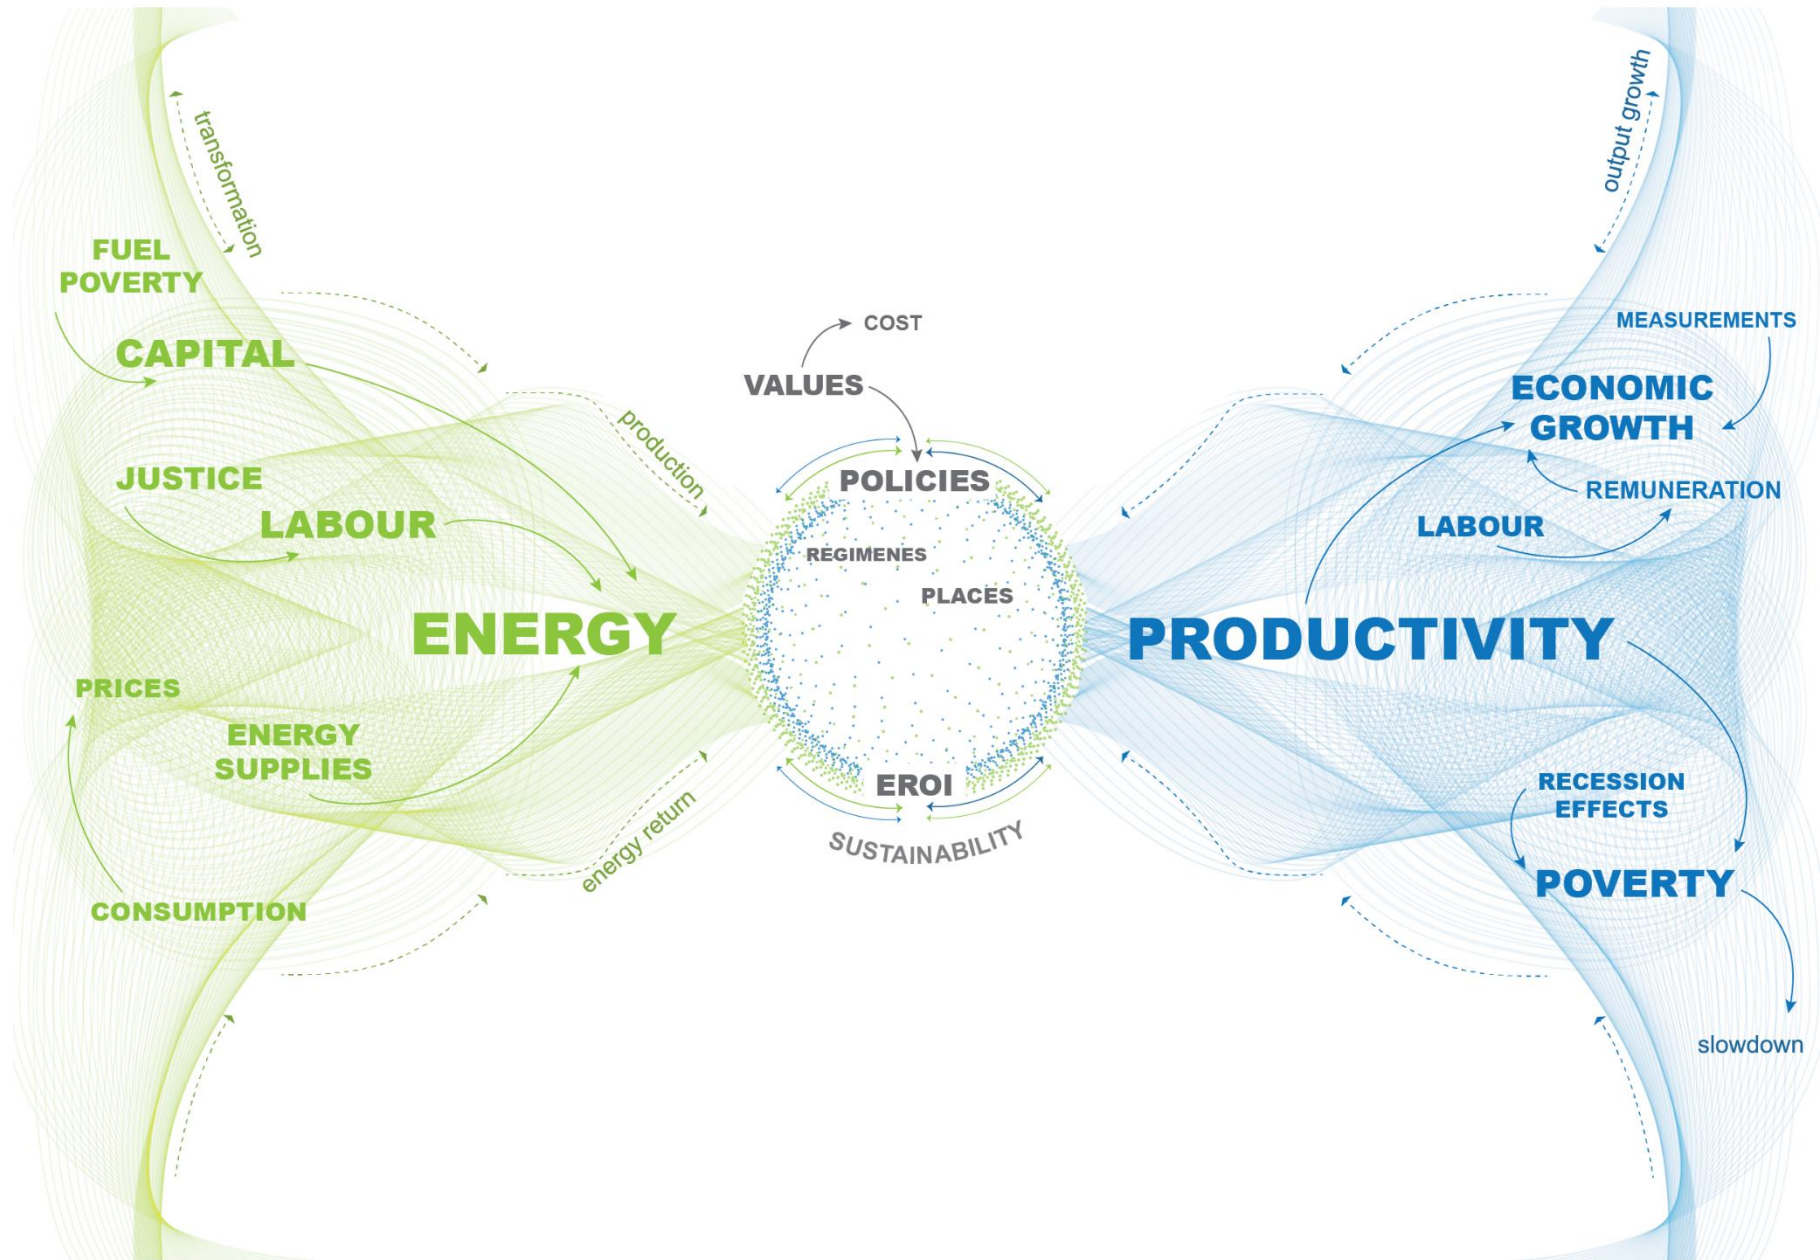 transformation
FUEL
POVERTY
CAPITAL
JUSTICE
LABOUR
ENERGY
PRICES
ENERGY
SUPPLIES
CONSUMPTION
production
energy return
COST
VALUES
POLICIES
REGIMENES
PLACES
EROI
SUSTAINABILITY
output growth
MEASUREMENTS
ECONOMIC
GROWTH
REMUNERATION
LABOUR
PRODUCTIVITY
RECESSION
EFFECTS
POVERTY
slowdown